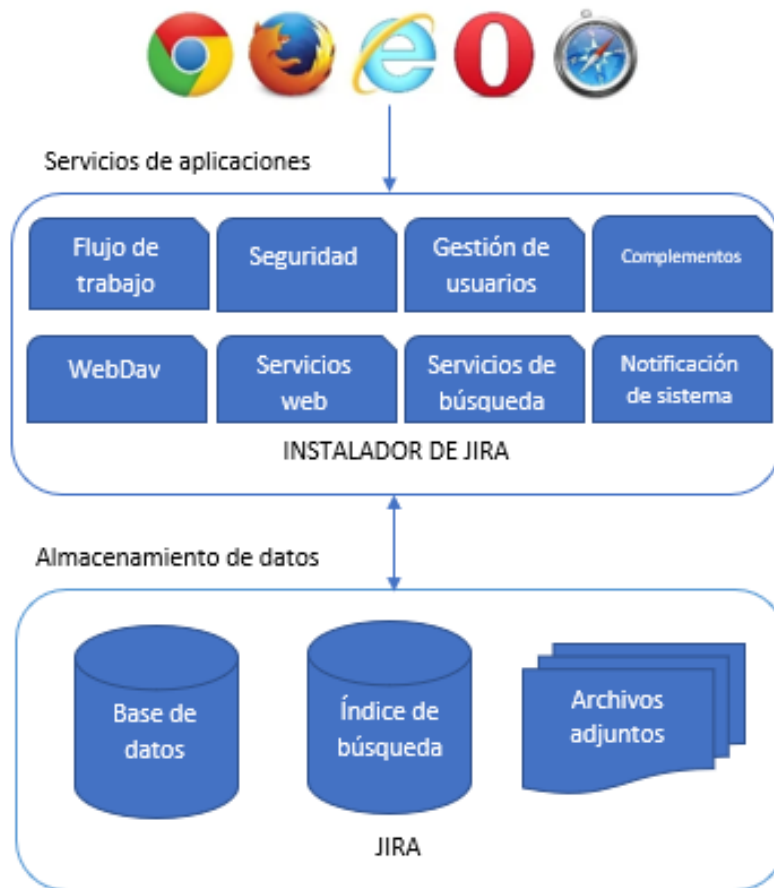 Servicios de aplicaciones
Flujo de
trabajo
Seguridad
Gestión de
usuarios
Complementos
WebDav
Servicios
web
Servicios de
búsqueda
Notificación
de sistema
INSTALADOR DE JIRA
Almacenamiento de datos
Base de
datos
Índice de
búsqueda
Archivos
adjuntos
JIRA